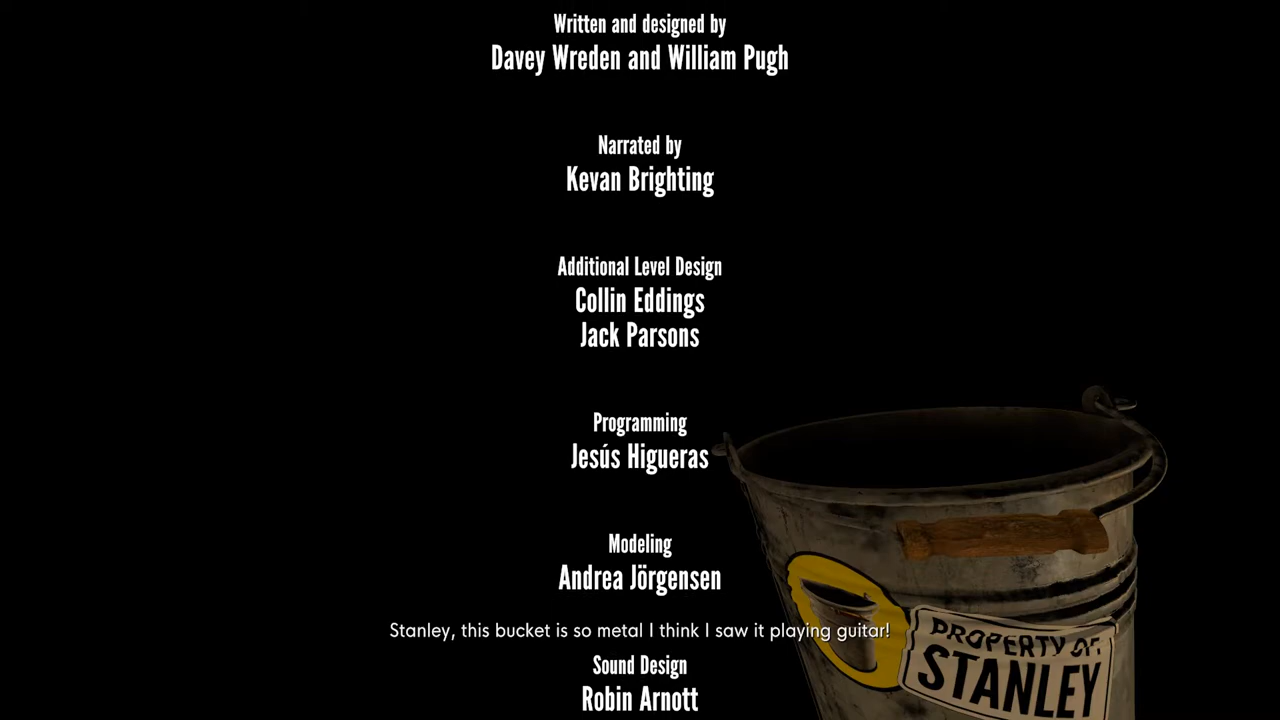 Written and designed by
Davey Wreden and William Pugh
Narrated by
Kevan Brighting
Additional Level Design
Collin Eddings
Jack Parsons
Programming
Jesús Higueras
Modeling
Andrea Jörgensen
Stanley, this bucket is so metal I think I saw it playing guitar!
Sound Design
Robin Arnott
PROPERTY OF
STANLEY